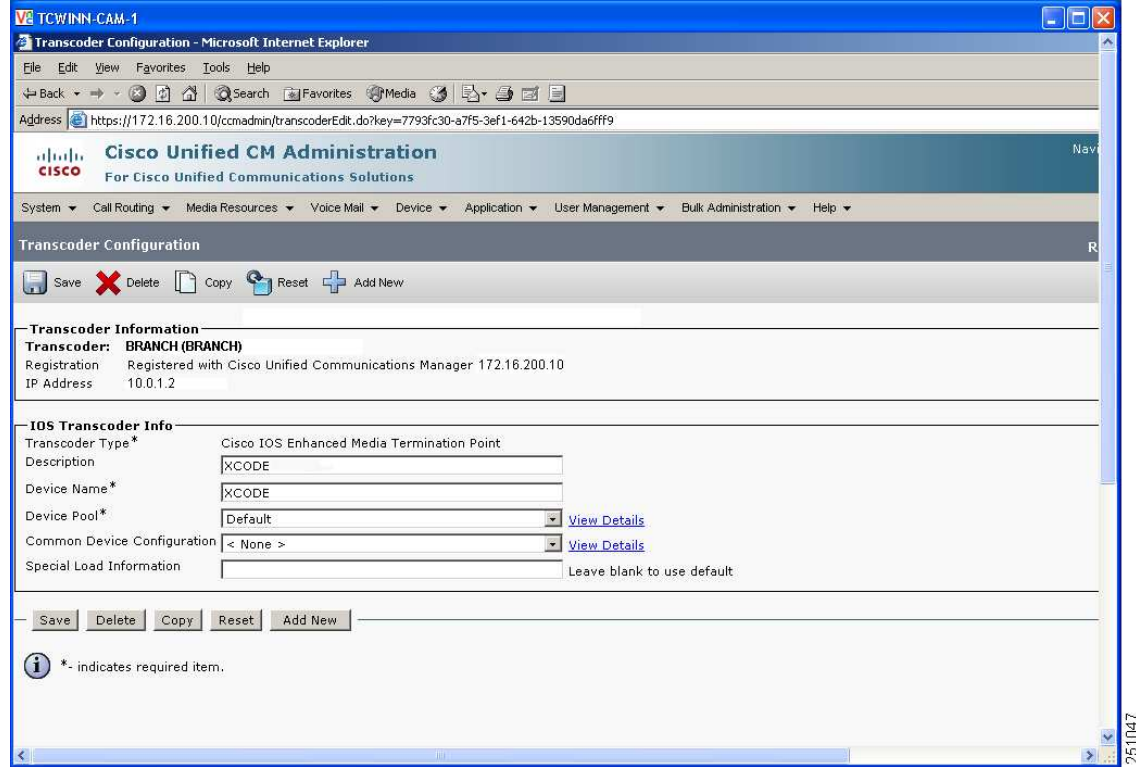 TCWINN-CAM-1
Transcoder Configuration - Microsoft Internet Explorer
File Edit View Favorites Tools Help
Back Search Favorites Media
Address https://172.16.200.10/ccmadmin/transcoderEdit.do?key=7793fc30-a7f5-3ef1-642b-13590da6fff9
CISCO Cisco Unified CM Administration
For Cisco Unified Communications Solutions
Navi
System Call Routing Media Resources Voice Mail Device Application User Management Bulk Administration Help
Transcoder Configuration R
Save Delete Copy Reset Add New
Transcoder Information
Transcoder: BRANCH (BRANCH)
Registration Registered with Cisco Unified Communications Manager 172.16.200.10
IP Address 10.0.1.2
IOS Transcoder Info
Transcoder Type* Cisco IOS Enhanced Media Termination Point
Description XCODE
Device Name* XCODE
Device Pool* Default View Details
Common Device Configuration < None > View Details
Special Load Information Leave blank to use default
Save Delete Copy Reset Add New
i *- indicates required item.
251047